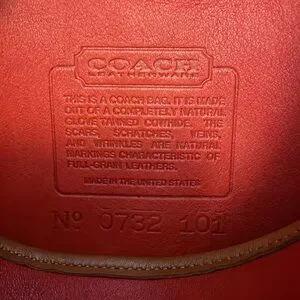 COACH
LEATHERWARE
THIS IS A COACH BAG. IT IS MADE
OUT OF A COMPLETELY NATURAL
GLOVE TANNED COWHIDE. THE
SCARS, SCRATCHES, VEINS,
AND WRINKLES ARE NATURAL
MARKINGS CHARACTERISTIC OF
FULL-GRAIN LEATHERS.
MADE IN THE UNITED STATES
Nº 0732 101